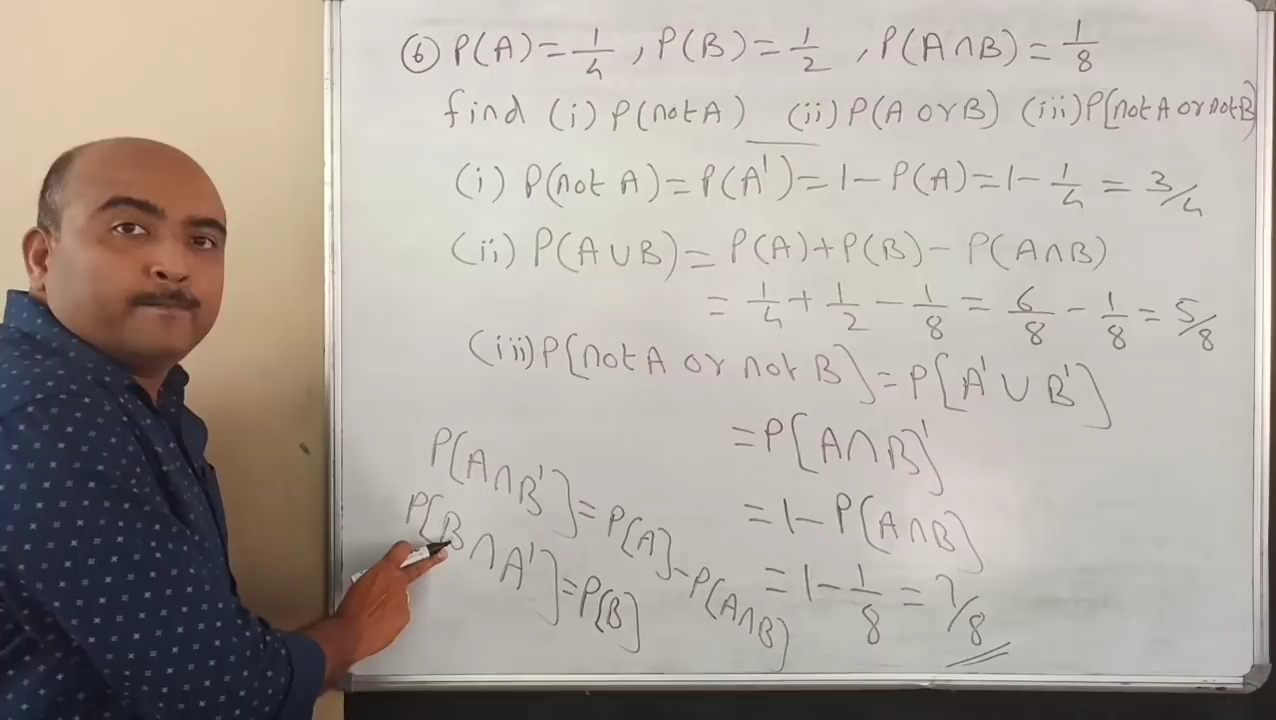 ⑥ P(A)=1/4 , P(B)=1/2 , P(A∩B)=1/8
find (i) P(not A) (ii) P(A or B) (iii) P[not A or not B]
(i) P(not A)=P(A')=1-P(A)=1-1/4=3/4
(ii) P(A∪B)=P(A)+P(B)-P(A∩B)
=1/4+1/2-1/8=6/8-1/8=5/8
(iii) P[not A or not B]=P[A'∪B']
=P[A∩B]'
=1-P[A∩B]
=1-1/8=7/8
P[A∩B']=P[A]-P[A∩B]
P[B∩A']=P[B]